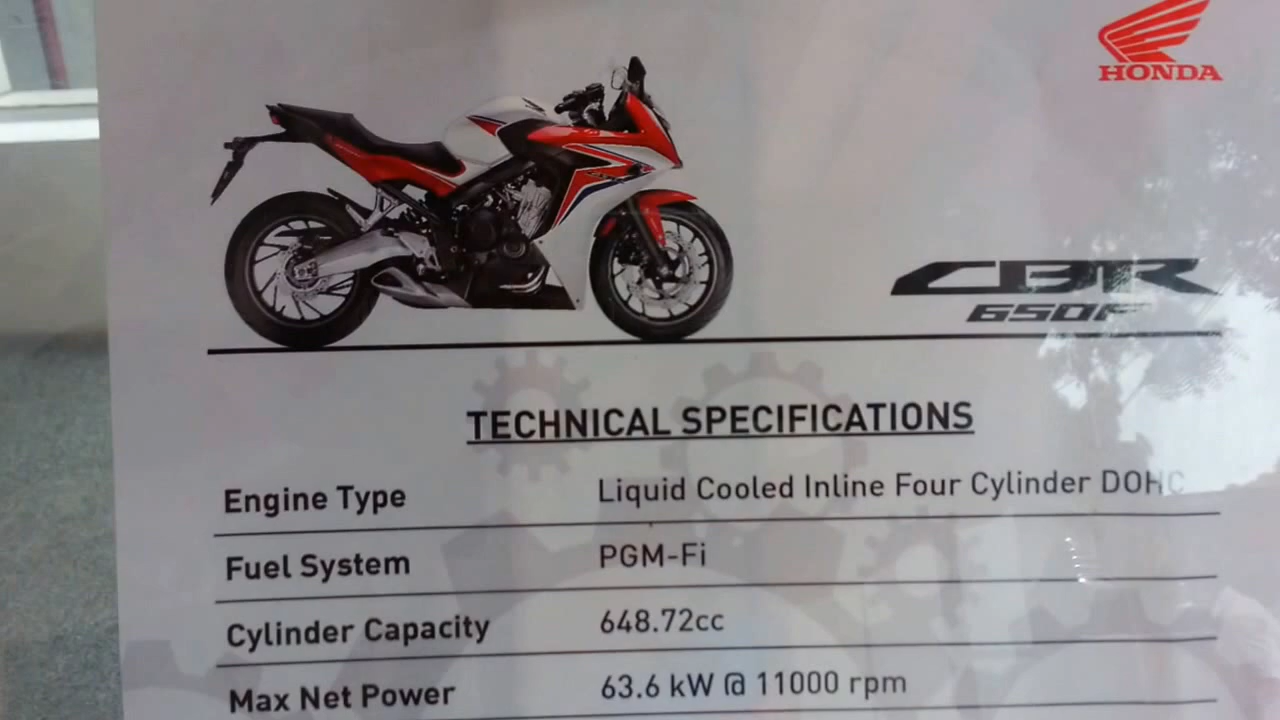 HONDA
CBR
650F
TECHNICAL SPECIFICATIONS
Engine Type Liquid Cooled Inline Four Cylinder DOHC
Fuel System PGM-Fi
Cylinder Capacity 648.72cc
Max Net Power 63.6 kW @ 11000 rpm